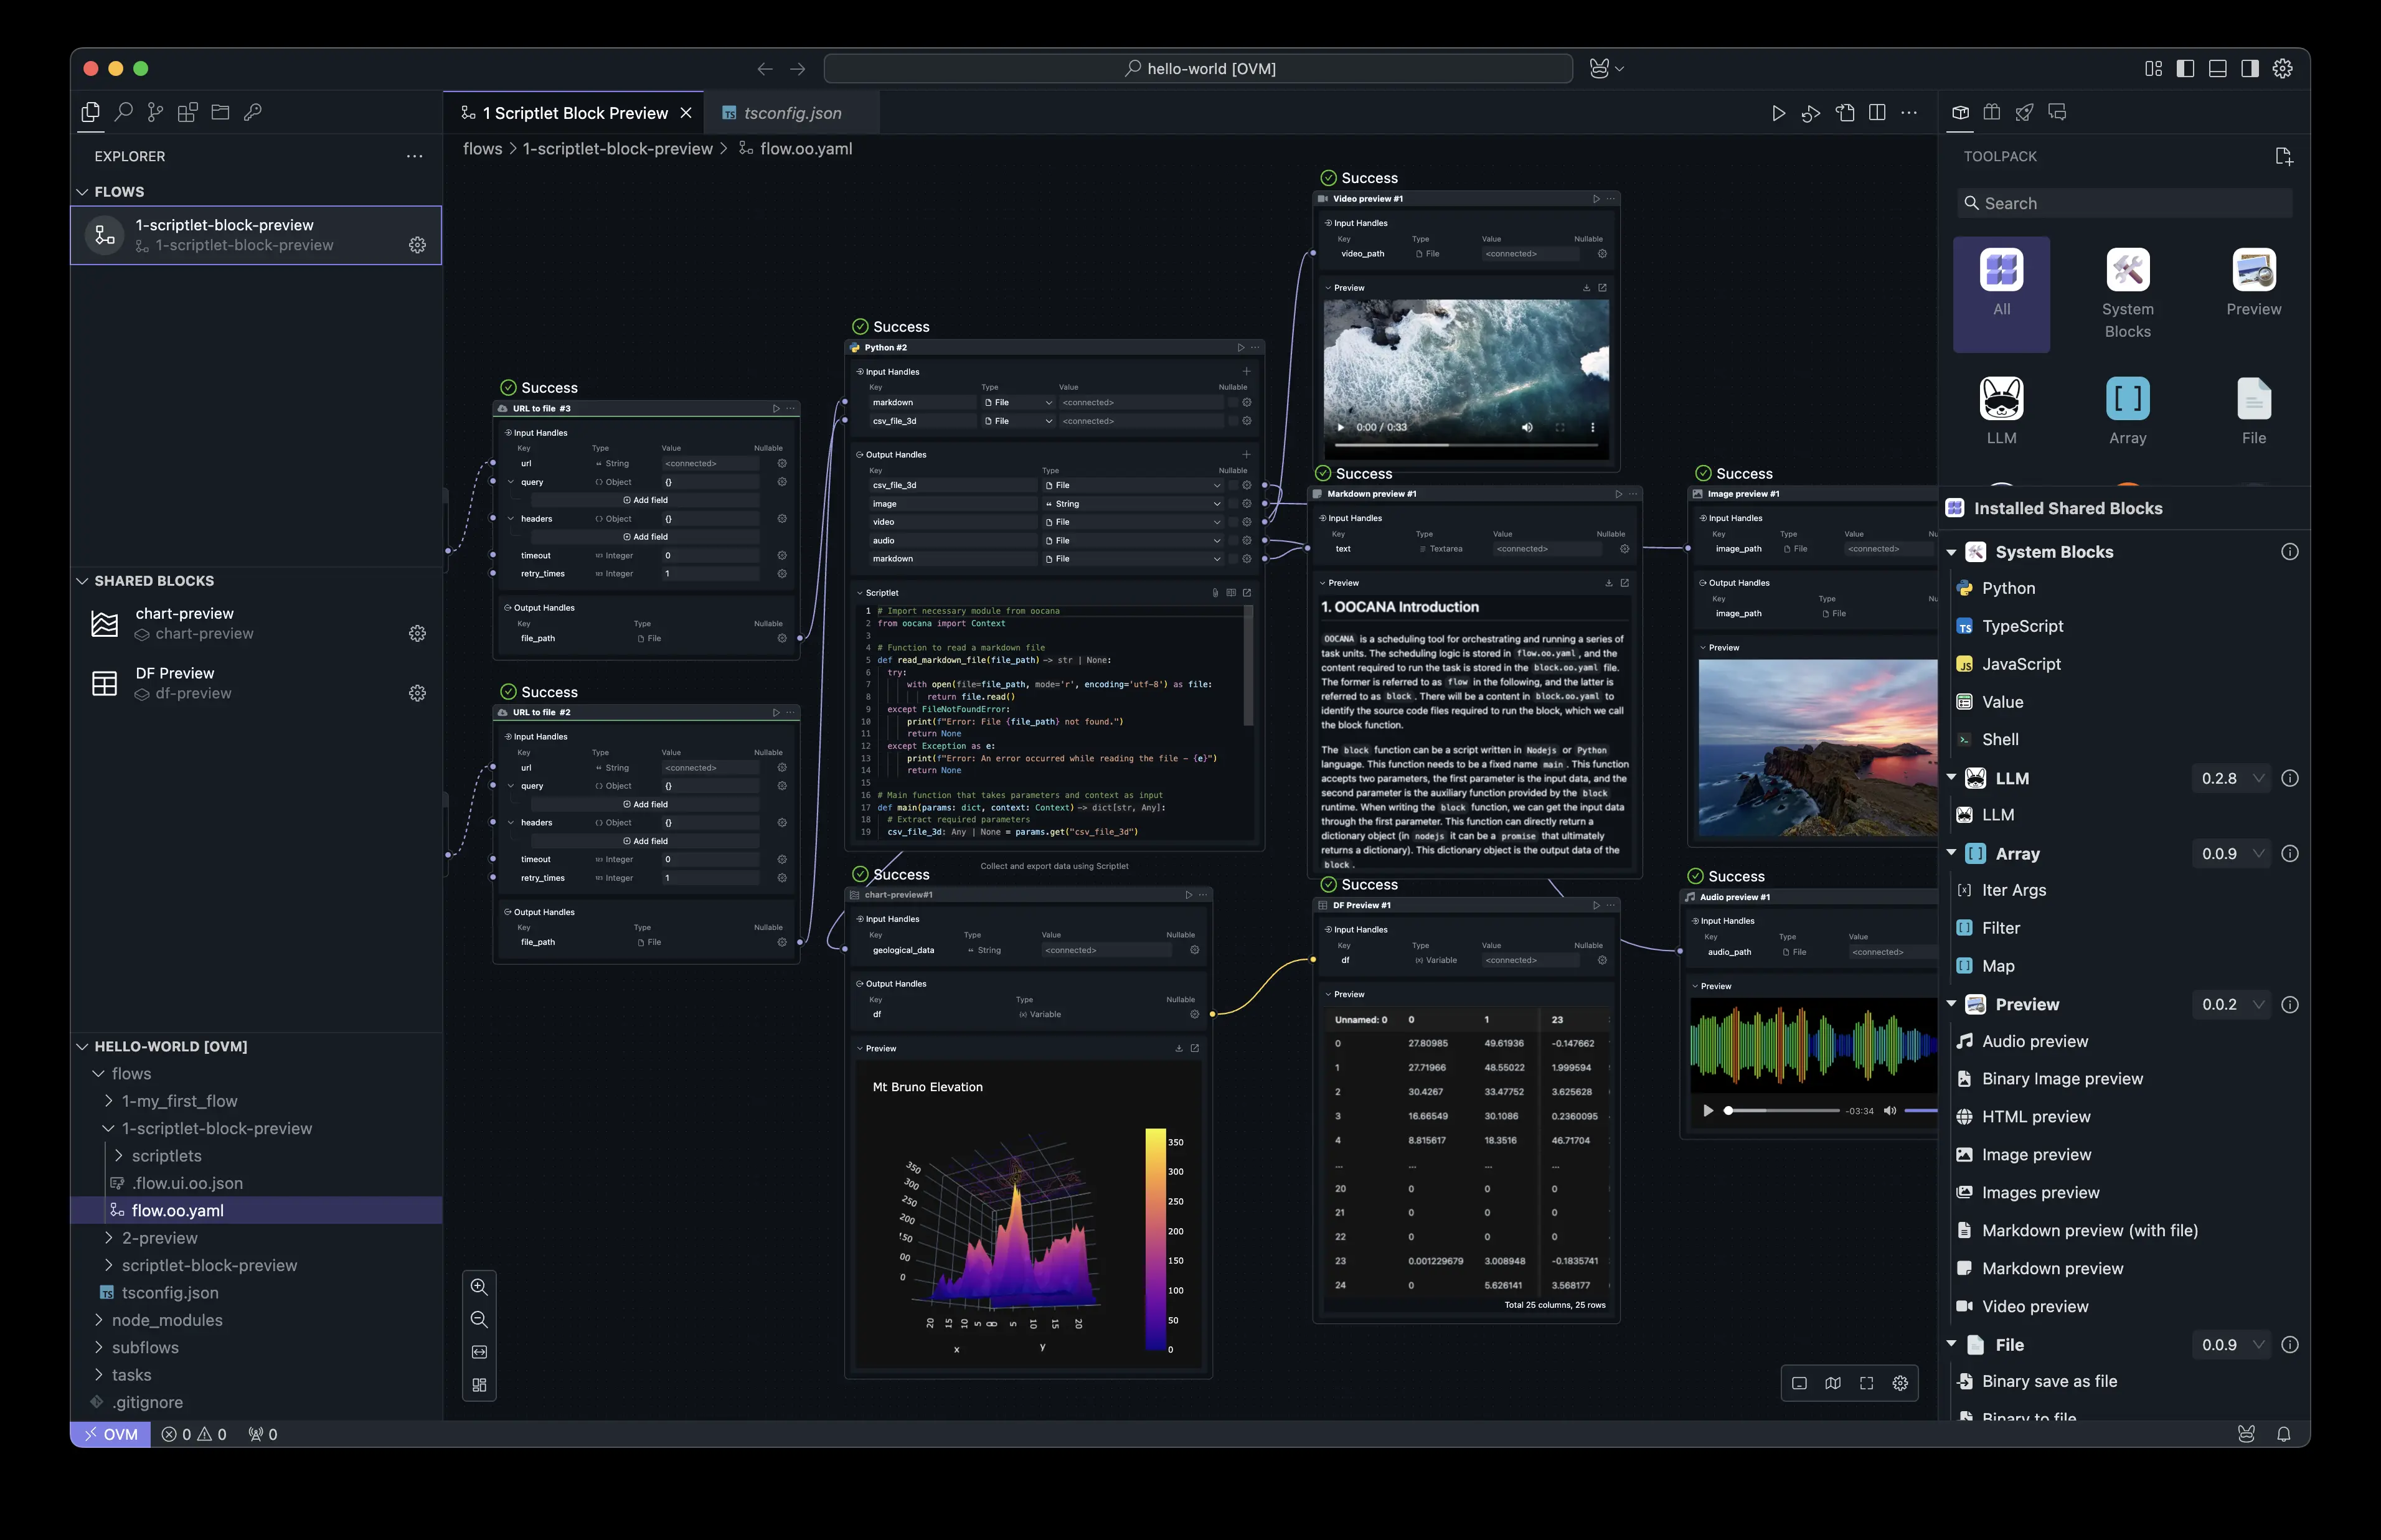 hello-world [OVM]
1 Scriptlet Block Preview
tsconfig.json
EXPLORER
FLOWS
1-scriptlet-block-preview
1-scriptlet-block-preview
SHARED BLOCKS
chart-preview
chart-preview
DF Preview
df-preview
HELLO-WORLD [OVM]
flows
1-my_first_flow
1-scriptlet-block-preview
scriptlets
.flow.ui.oo.json
flow.oo.yaml
2-preview
scriptlet-block-preview
TS tsconfig.json
node_modules
subflows
tasks
.gitignore
flows > 1-scriptlet-block-preview > flow.oo.yaml
Success
URL to file #3
Input Handles
Key Type Value Nullable
url String <connected>
query Object {}
Add field
headers Object {}
Add field
timeout Integer 0
retry_times Integer 1
Output Handles
Key Type Nullable
file_path File
Success
URL to file #2
Input Handles
Key Type Value Nullable
url String <connected>
query Object {}
Add field
headers Object {}
Add field
timeout Integer 0
retry_times Integer 1
Output Handles
Key Type Nullable
file_path File
Success
Python #2
Input Handles
Key Type Value Nullable
markdown File <connected>
csv_file_3d File <connected>
Output Handles
Key Type Nullable
csv_file_3d File
image String
video File
audio File
markdown File
Scriptlet
1 # Import necessary module from oocana
2 from oocana import Context
3
4 # Function to read a markdown file
5 def read_markdown_file(file_path) -> str | None:
6 try:
7 with open(file=file_path, mode='r', encoding='utf-8') as file:
8 return file.read()
9 except FileNotFoundError:
10 print(f"Error: File {file_path} not found.")
11 return None
12 except Exception as e:
13 print(f"Error: An error occurred while reading the file - {e}")
14 return None
15
16 # Main function that takes parameters and context as input
17 def main(params: dict, context: Context) -> dict[str, Any]:
18 # Extract required parameters
19 csv_file_3d: Any | None = params.get("csv_file_3d")
Collect and export data using Scriptlet
Success
chart-preview#1
Input Handles
Key Type Value Nullable
geological_data String <connected>
Output Handles
Key Type Nullable
df Variable
Preview
Mt Bruno Elevation
350
300
250
200
150
100
50
0
x
y
Success
Video preview #1
Input Handles
Key Type Value Nullable
video_path File <connected>
Preview
0:00 / 0:33
Success
Markdown preview #1
Input Handles
Key Type Value Nullable
text Textarea <connected>
Preview
1. OOCANA Introduction
OOCANA is a scheduling tool for orchestrating and running a series of
task units. The scheduling logic is stored in flow.oo.yaml, and the
content required to run the task is stored in the block.oo.yaml file.
The former is referred to as flow in the following, and the latter is
referred to as block. There will be a content in block.oo.yaml to
identify the source code files required to run the block, which we call
the block function.
The block function can be a script written in Nodejs or Python
language. This function needs to be a fixed name main. This function
accepts two parameters, the first parameter is the input data, and the
second parameter is the auxiliary function provided by the block
runtime. When writing the block function, we can get the input data
through the first parameter. This function can directly return a
dictionary object (in nodejs it can be a promise that ultimately
returns a dictionary). This dictionary object is the output data of the
block.
Success
DF Preview #1
Input Handles
Key Type Value Nullable
df Variable <connected>
Preview
Unnamed: 0 0 1 23
0 27.80985 49.61936 -0.147662
1 27.71966 48.55022 1.999594
2 30.4267 33.47752 3.625628
3 16.66549 30.1086 0.2360095
4 8.815617 18.3516 46.71704
... ... ... ...
20 0 0 0
21 0 0 0
22 0 0 0
23 0.001229679 3.008948 -0.1835741
24 0 5.626141 3.568177
Total 25 columns, 25 rows
Success
Image preview #1
Input Handles
Key Type Value
image_path File <connected>
Output Handles
Key Type
image_path File
Preview
Success
Audio preview #1
Input Handles
Key Type Value
audio_path File <connected>
Preview
-03:34
TOOLPACK
Search
All
System Blocks
Preview
LLM
Array
File
Installed Shared Blocks
System Blocks
Python
TS TypeScript
JS JavaScript
Value
Shell
LLM 0.2.8
LLM
Array 0.0.9
Iter Args
Filter
Map
Preview 0.0.2
Audio preview
Binary Image preview
HTML preview
Image preview
Images preview
Markdown preview (with file)
Markdown preview
Video preview
File 0.0.9
Binary save as file
Binary to file
OVM 0 0 0